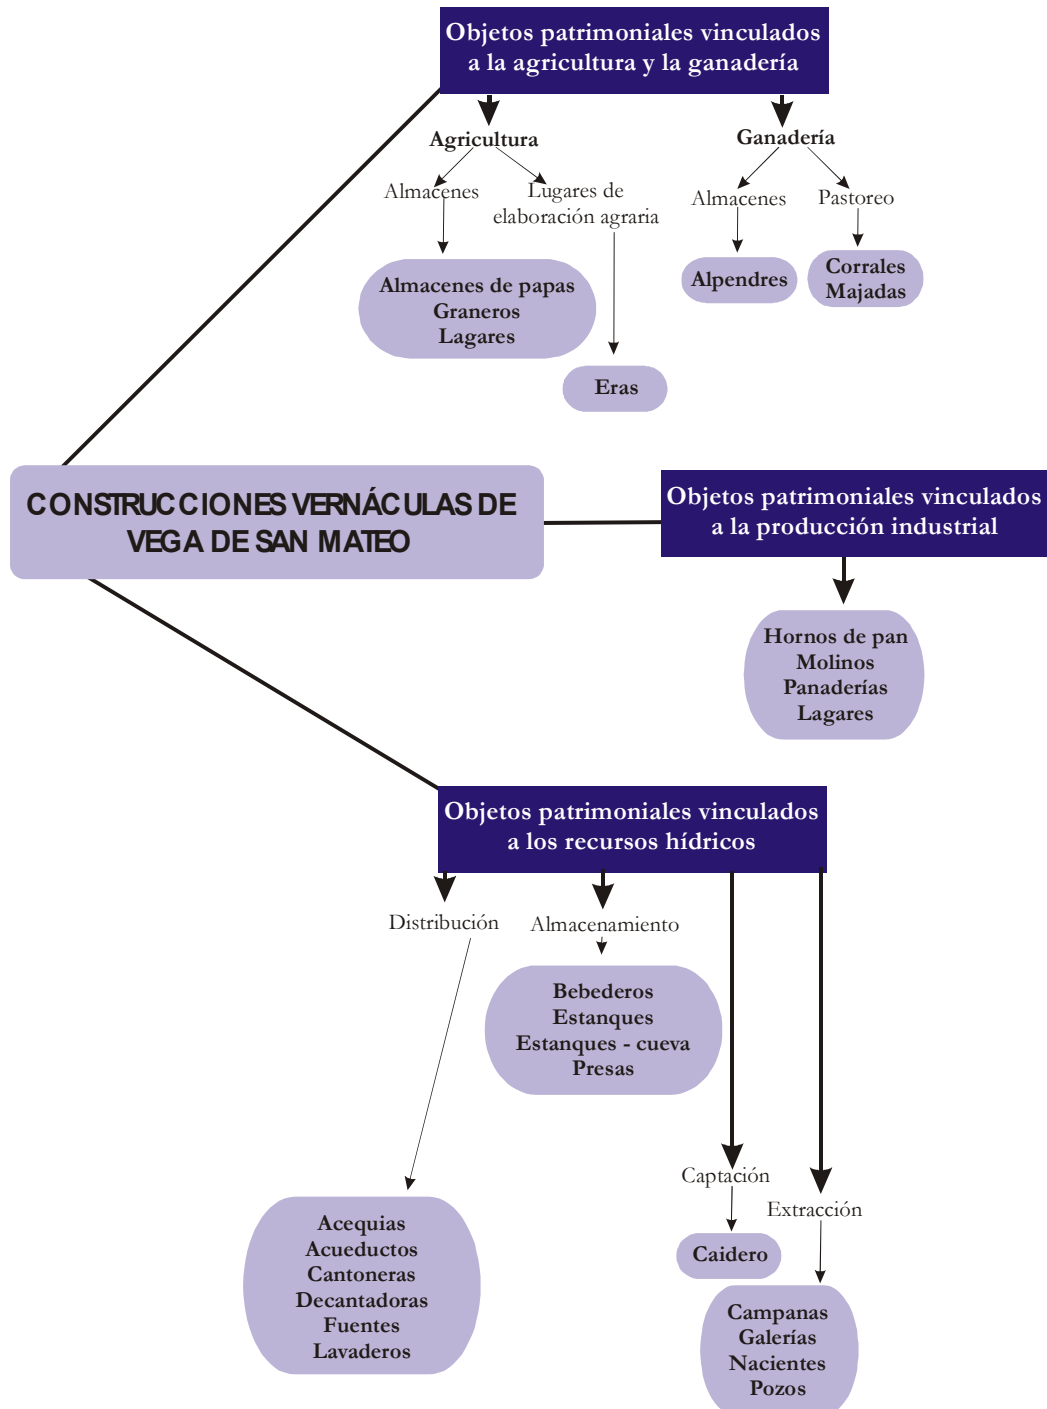 Objetos patrimoniales vinculados
a la agricultura y la ganadería
Agricultura
Ganadería
Almacenes
Lugares de
elaboración agraria
Almacenes
Pastoreo
Almacenes de papas
Graneros
Lagares
Eras
Alpendres
Corrales
Majadas
CONSTRUCCIONES VERNÁCULAS DE
VEGA DE SAN MATEO
Objetos patrimoniales vinculados
a la producción industrial
Hornos de pan
Molinos
Panaderías
Lagares
Objetos patrimoniales vinculados
a los recursos hídricos
Distribución
Almacenamiento
Bebederos
Estanques
Estanques - cueva
Presas
Captación
Extracción
Acequias
Acueductos
Cantoneras
Decantadoras
Fuentes
Lavaderos
Caidero
Campanas
Galerías
Nacientes
Pozos